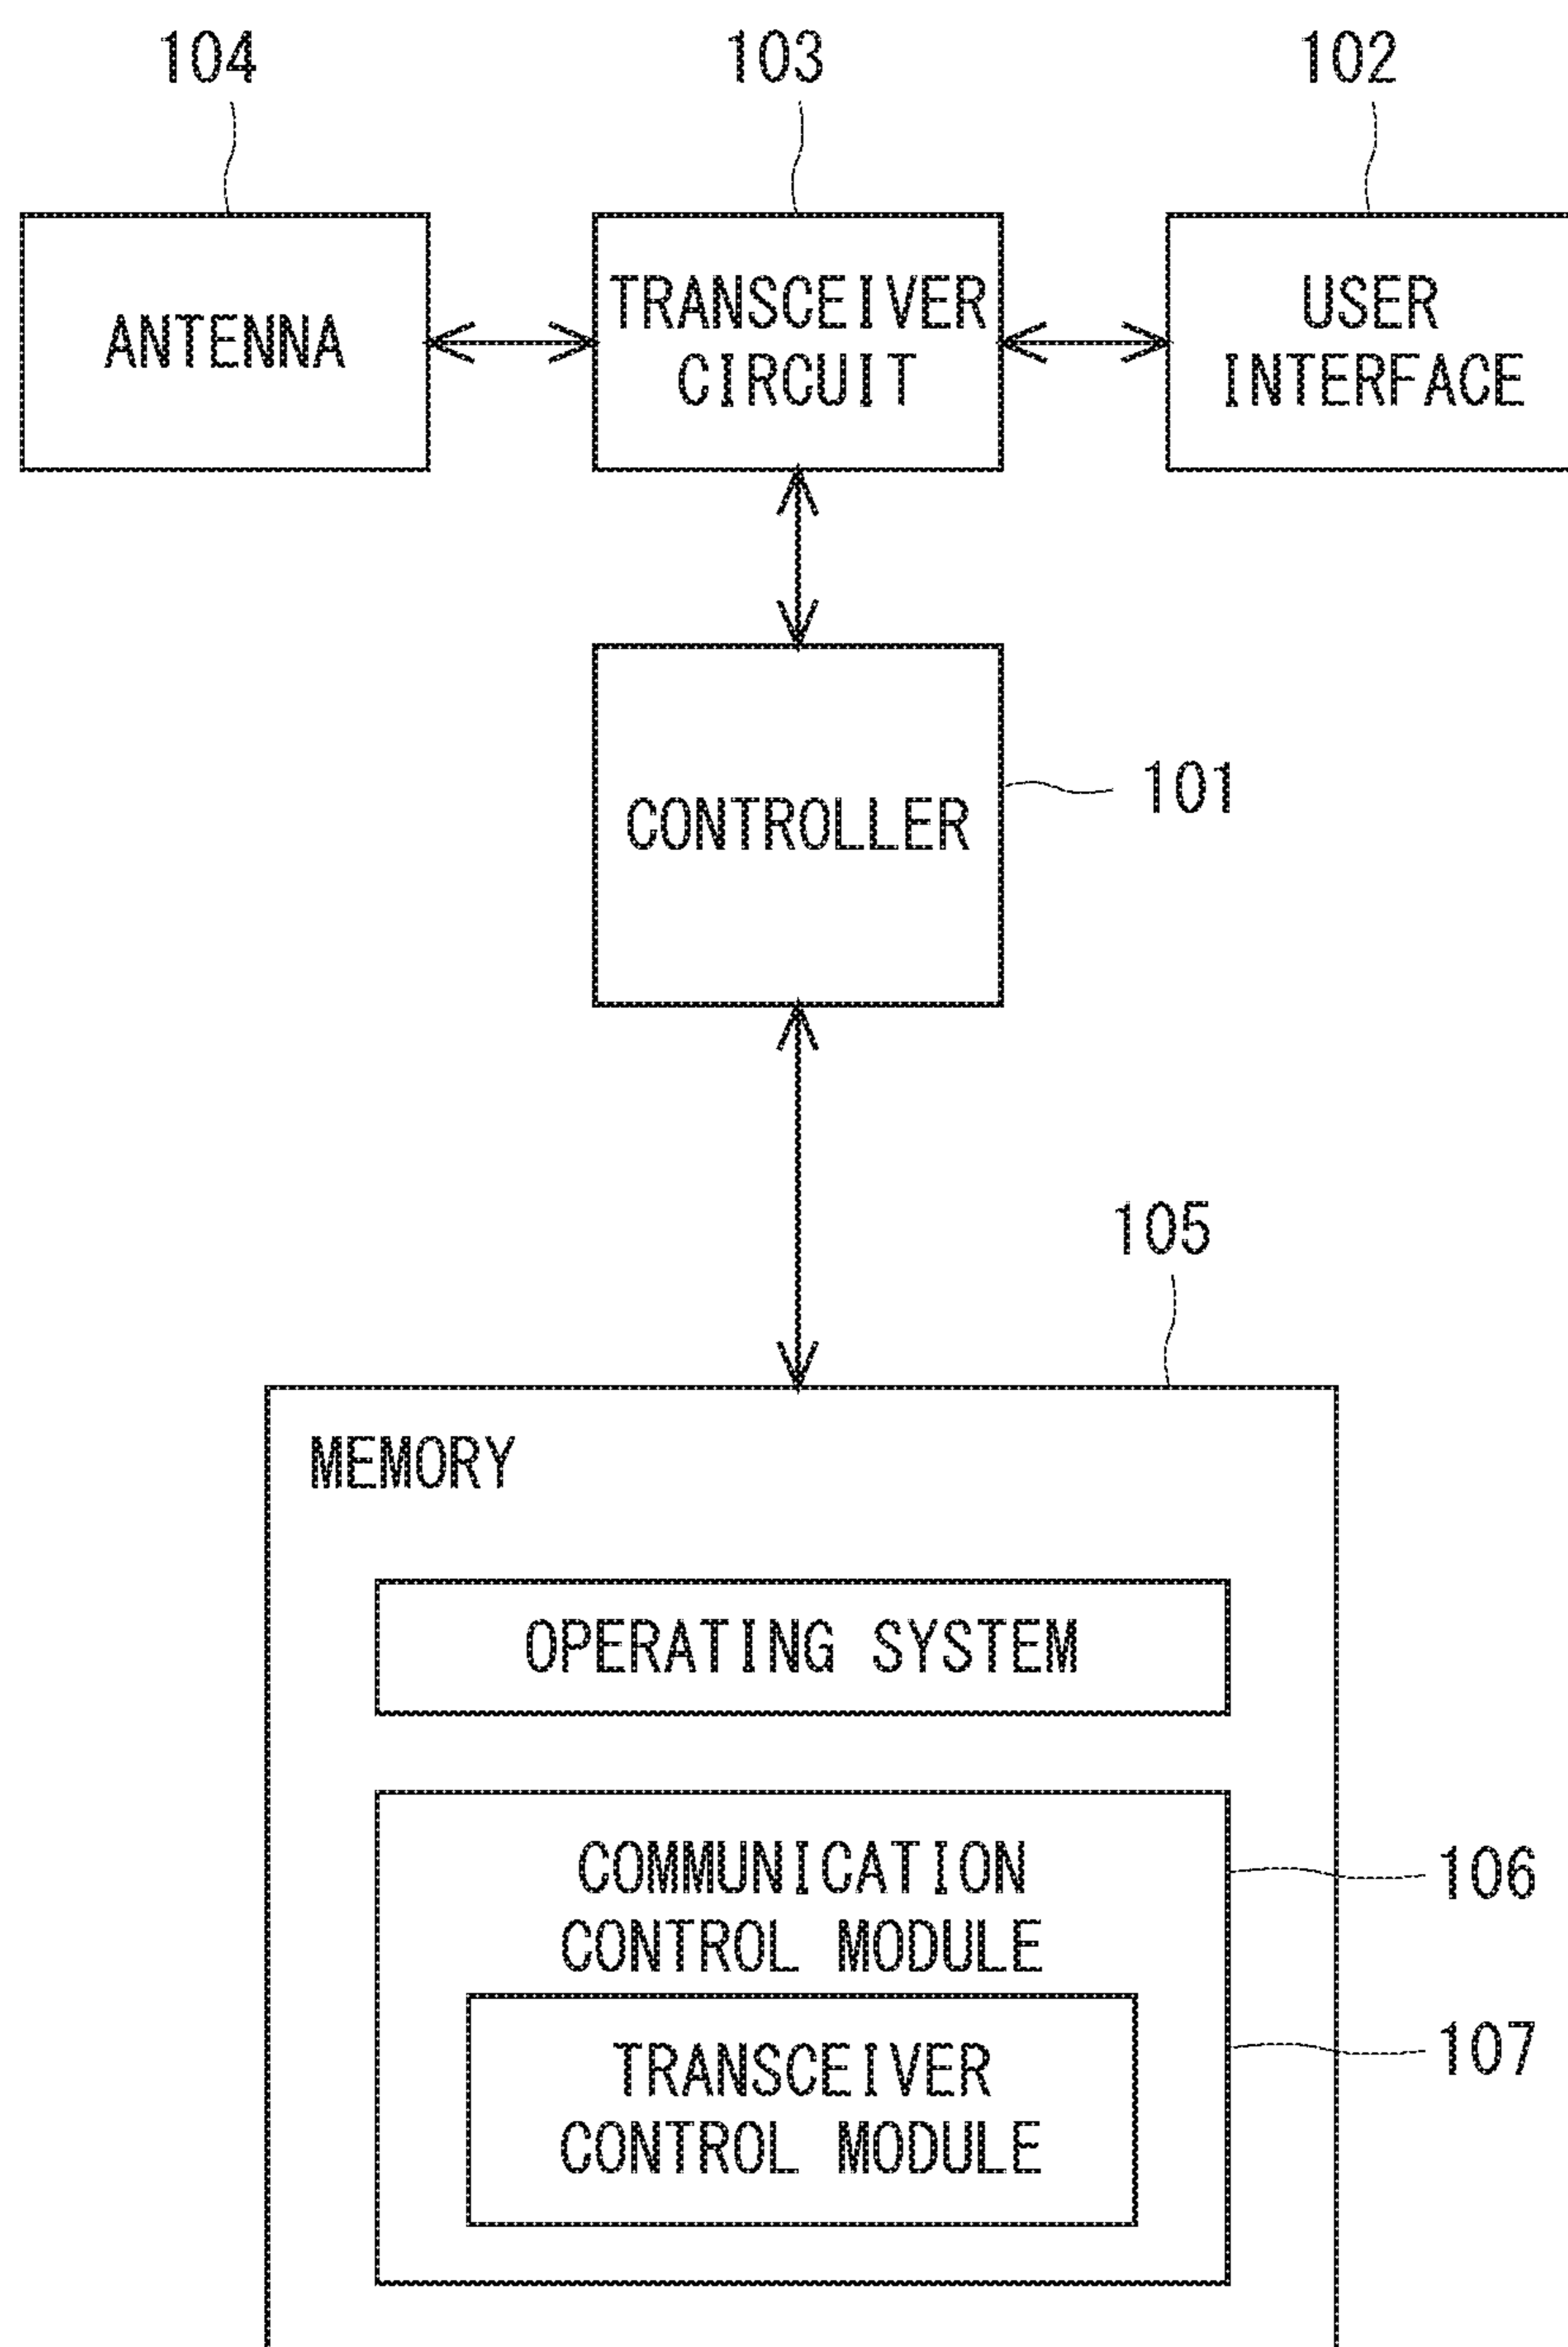 104
103
102
ANTENNA
TRANSCEIVER
CIRCUIT
USER
INTERFACE
CONTROLLER
101
105
MEMORY
OPERATING SYSTEM
COMMUNICATION
CONTROL MODULE
106
TRANSCEIVER
CONTROL MODULE
107